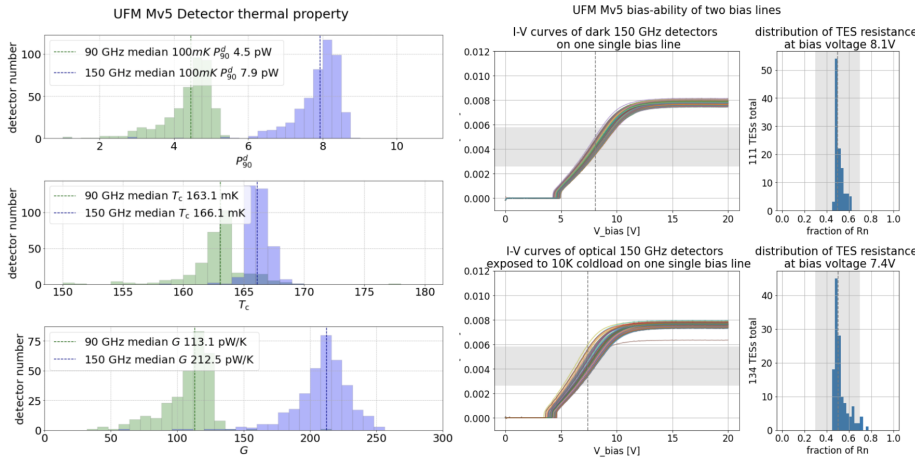 UFM Mv5 Detector thermal property
detector number
100
50
0
90 GHz median 100mK P^d_90 4.5 pW
150 GHz median 100mK P^d_90 7.9 pW
2
4
6
8
10
P^d_90
detector number
100
50
0
90 GHz median T_c 163.1 mK
150 GHz median T_c 166.1 mK
150
155
160
165
170
175
180
T_c
detector number
75
50
25
0
90 GHz median G 113.1 pW/K
150 GHz median G 212.5 pW/K
0
50
100
150
200
250
300
G
UFM Mv5 bias-ability of two bias lines
I-V curves of dark 150 GHz detectors
on one single bias line
0.012
0.010
0.008
0.006
0.004
0.002
0.000
0
5
10
15
20
V_bias [V]
distribution of TES resistance
at bias voltage 8.1V
111 TESs total
50
40
30
20
10
0
0.0
0.2
0.4
0.6
0.8
1.0
fraction of Rn
I-V curves of optical 150 GHz detectors
exposed to 10K coldload on one single bias line
0.012
0.010
0.008
0.006
0.004
0.002
0.000
0
5
10
15
20
V_bias [V]
distribution of TES resistance
at bias voltage 7.4V
134 TESs total
40
30
20
10
0
0.0
0.2
0.4
0.6
0.8
1.0
fraction of Rn